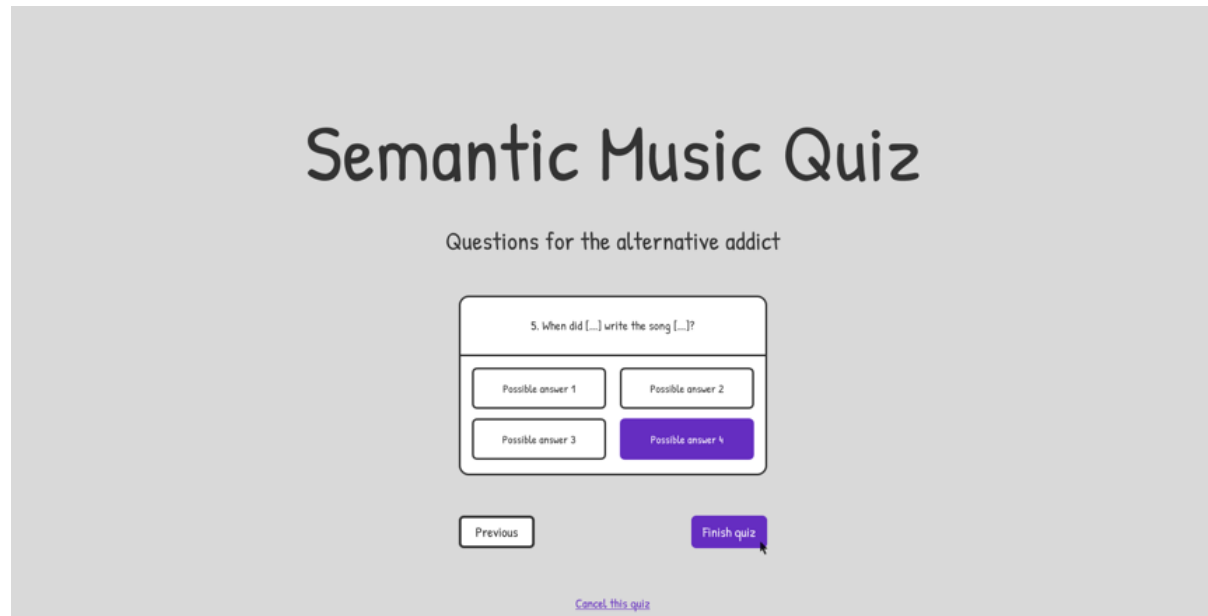 Semantic Music Quiz
Questions for the alternative addict
5. When did [...] write the song [...]?
Possible answer 1
Possible answer 2
Possible answer 3
Possible answer 4
Previous
Finish quiz
Cancel this quiz